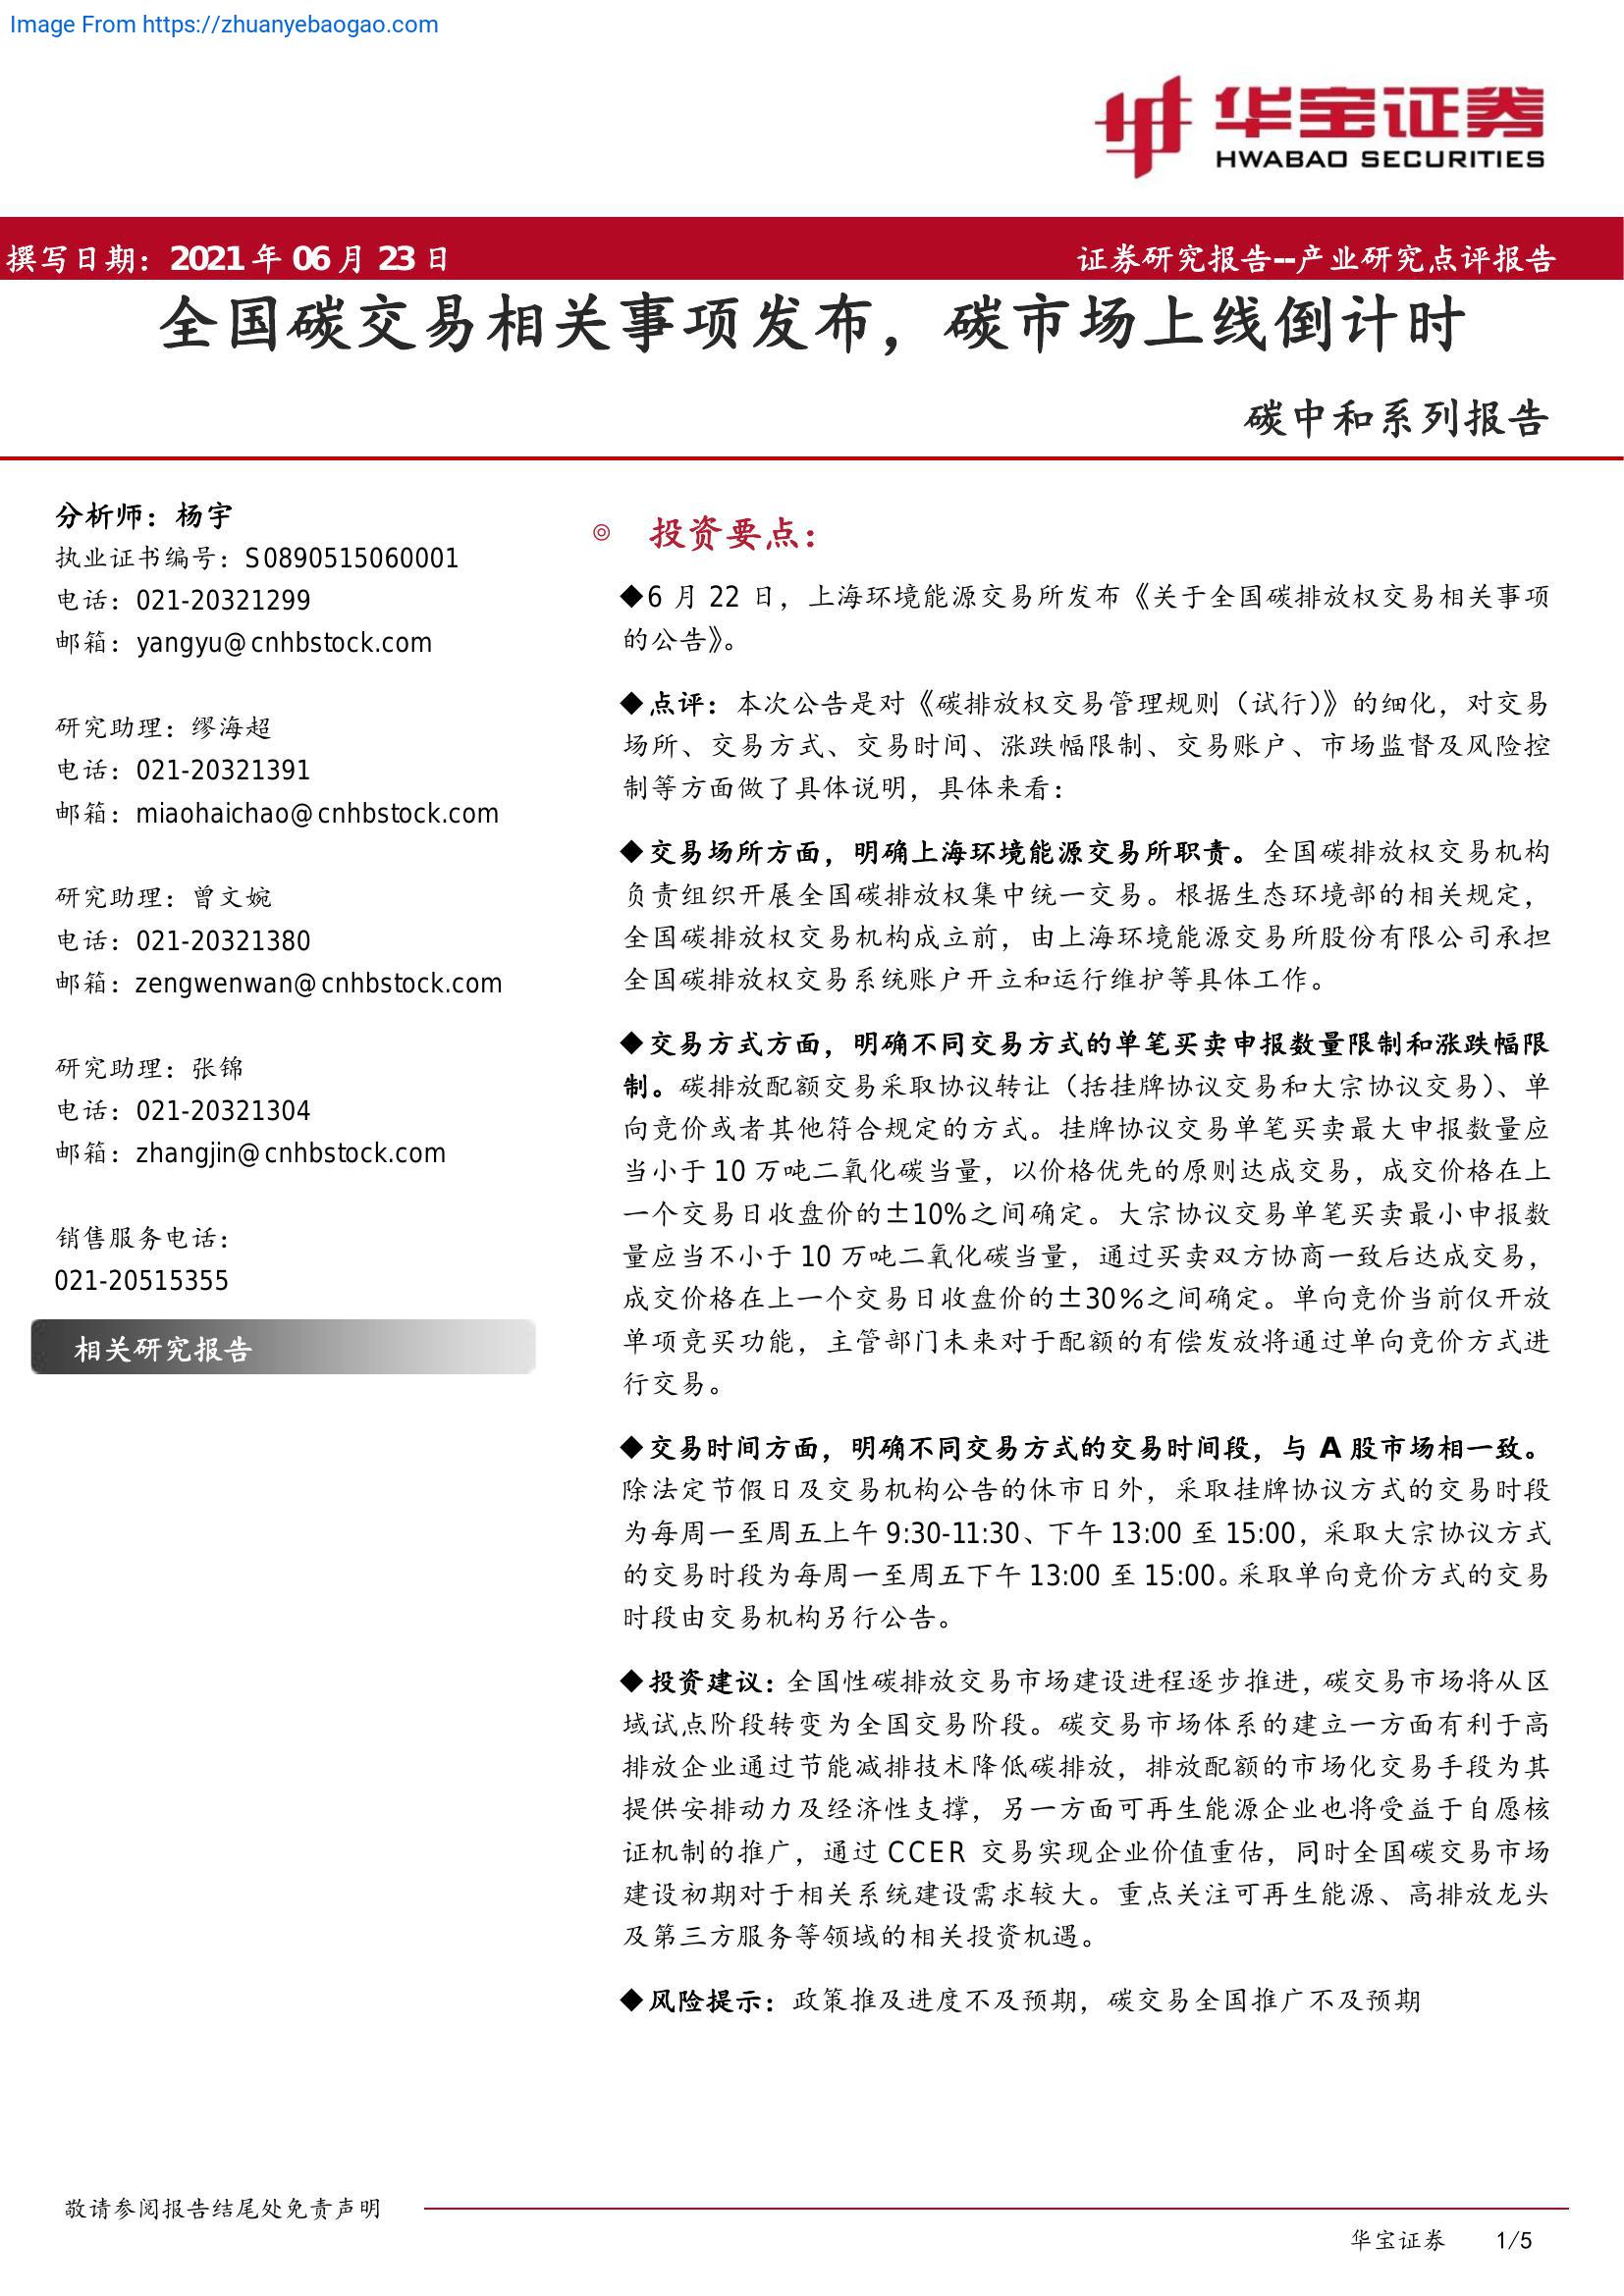 Image From https://zhuanyebaogao.com
华宝证券
HWABAO SECURITIES
撰写日期：2021 年 06 月 23 日
证券研究报告--产业研究点评报告
全国碳交易相关事项发布，碳市场上线倒计时
碳中和系列报告
分析师：杨宇
执业证书编号：S0890515060001
电话：021-20321299
邮箱：yangyu@cnhbstock.com
研究助理：缪海超
电话：021-20321391
邮箱：miaohaichao@cnhbstock.com
研究助理：曾文婉
电话：021-20321380
邮箱：zengwenwan@cnhbstock.com
研究助理：张锦
电话：021-20321304
邮箱：zhangjin@cnhbstock.com
销售服务电话：
021-20515355
相关研究报告
◎ 投资要点：
◆6 月 22 日，上海环境能源交易所发布《关于全国碳排放权交易相关事项
的公告》。
◆点评：本次公告是对《碳排放权交易管理规则（试行）》的细化，对交易
场所、交易方式、交易时间、涨跌幅限制、交易账户、市场监督及风险控
制等方面做了具体说明，具体来看：
◆交易场所方面，明确上海环境能源交易所职责。全国碳排放权交易机构
负责组织开展全国碳排放权集中统一交易。根据生态环境部的相关规定，
全国碳排放权交易机构成立前，由上海环境能源交易所股份有限公司承担
全国碳排放权交易系统账户开立和运行维护等具体工作。
◆交易方式方面，明确不同交易方式的单笔买卖申报数量限制和涨跌幅限
制。碳排放配额交易采取协议转让（括挂牌协议交易和大宗协议交易）、单
向竞价或者其他符合规定的方式。挂牌协议交易单笔买卖最大申报数量应
当小于 10 万吨二氧化碳当量，以价格优先的原则达成交易，成交价格在上
一个交易日收盘价的±10%之间确定。大宗协议交易单笔买卖最小申报数
量应当不小于 10 万吨二氧化碳当量，通过买卖双方协商一致后达成交易，
成交价格在上一个交易日收盘价的±30％之间确定。单向竞价当前仅开放
单项竞买功能，主管部门未来对于配额的有偿发放将通过单向竞价方式进
行交易。
◆交易时间方面，明确不同交易方式的交易时间段，与 A 股市场相一致。
除法定节假日及交易机构公告的休市日外，采取挂牌协议方式的交易时段
为每周一至周五上午 9:30-11:30、下午 13:00 至 15:00，采取大宗协议方式
的交易时段为每周一至周五下午 13:00 至 15:00。采取单向竞价方式的交易
时段由交易机构另行公告。
◆投资建议：全国性碳排放交易市场建设进程逐步推进，碳交易市场将从区
域试点阶段转变为全国交易阶段。碳交易市场体系的建立一方面有利于高
排放企业通过节能减排技术降低碳排放，排放配额的市场化交易手段为其
提供安排动力及经济性支撑，另一方面可再生能源企业也将受益于自愿核
证机制的推广，通过 CCER 交易实现企业价值重估，同时全国碳交易市场
建设初期对于相关系统建设需求较大。重点关注可再生能源、高排放龙头
及第三方服务等领域的相关投资机遇。
◆风险提示：政策推及进度不及预期，碳交易全国推广不及预期
敬请参阅报告结尾处免责声明
华宝证券 1/5